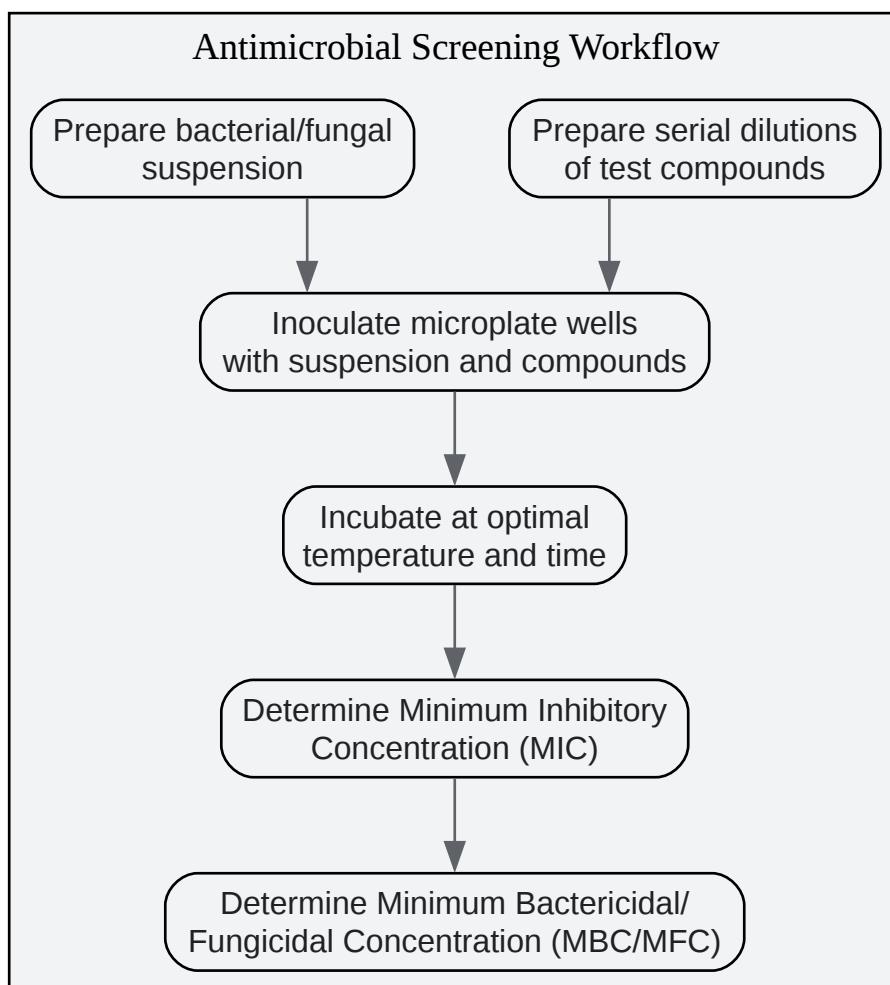 Antimicrobial Screening Workflow
Prepare bacterial/fungal
suspension
Prepare serial dilutions
of test compounds
Inoculate microplate wells
with suspension and compounds
Incubate at optimal
temperature and time
Determine Minimum Inhibitory
Concentration (MIC)
Determine Minimum Bactericidal/
Fungicidal Concentration (MBC/MFC)